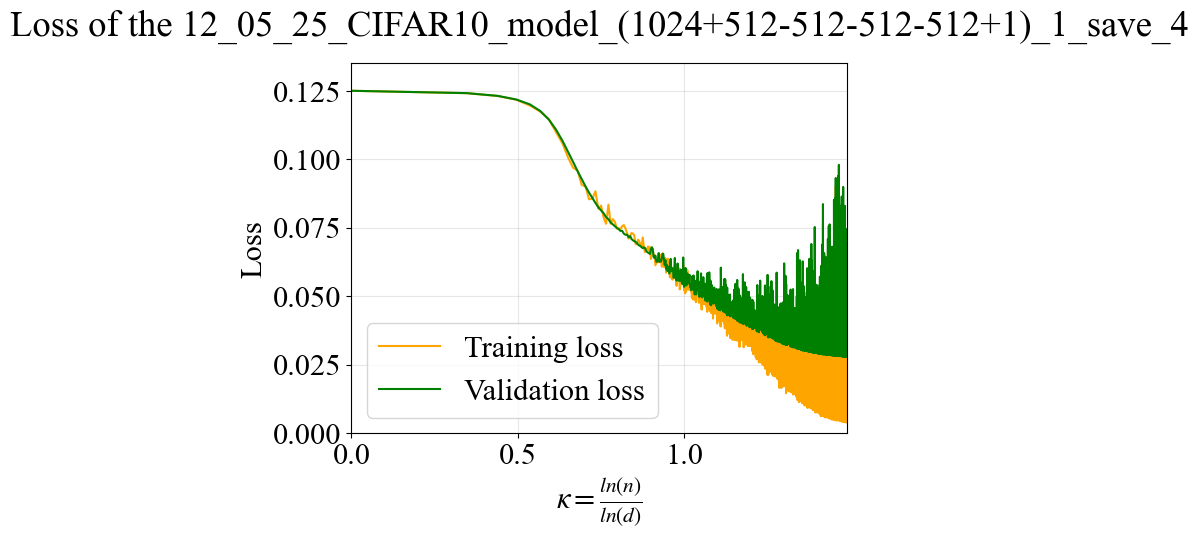 Loss of the 12_05_25_CIFAR10_model_(1024+512-512-512-512+1)_1_save_4
0.125
0.100
0.075
0.050
0.025
0.000
Loss
Training loss
Validation loss
0.0 0.5 1.0
κ = ln(n)/ln(d)